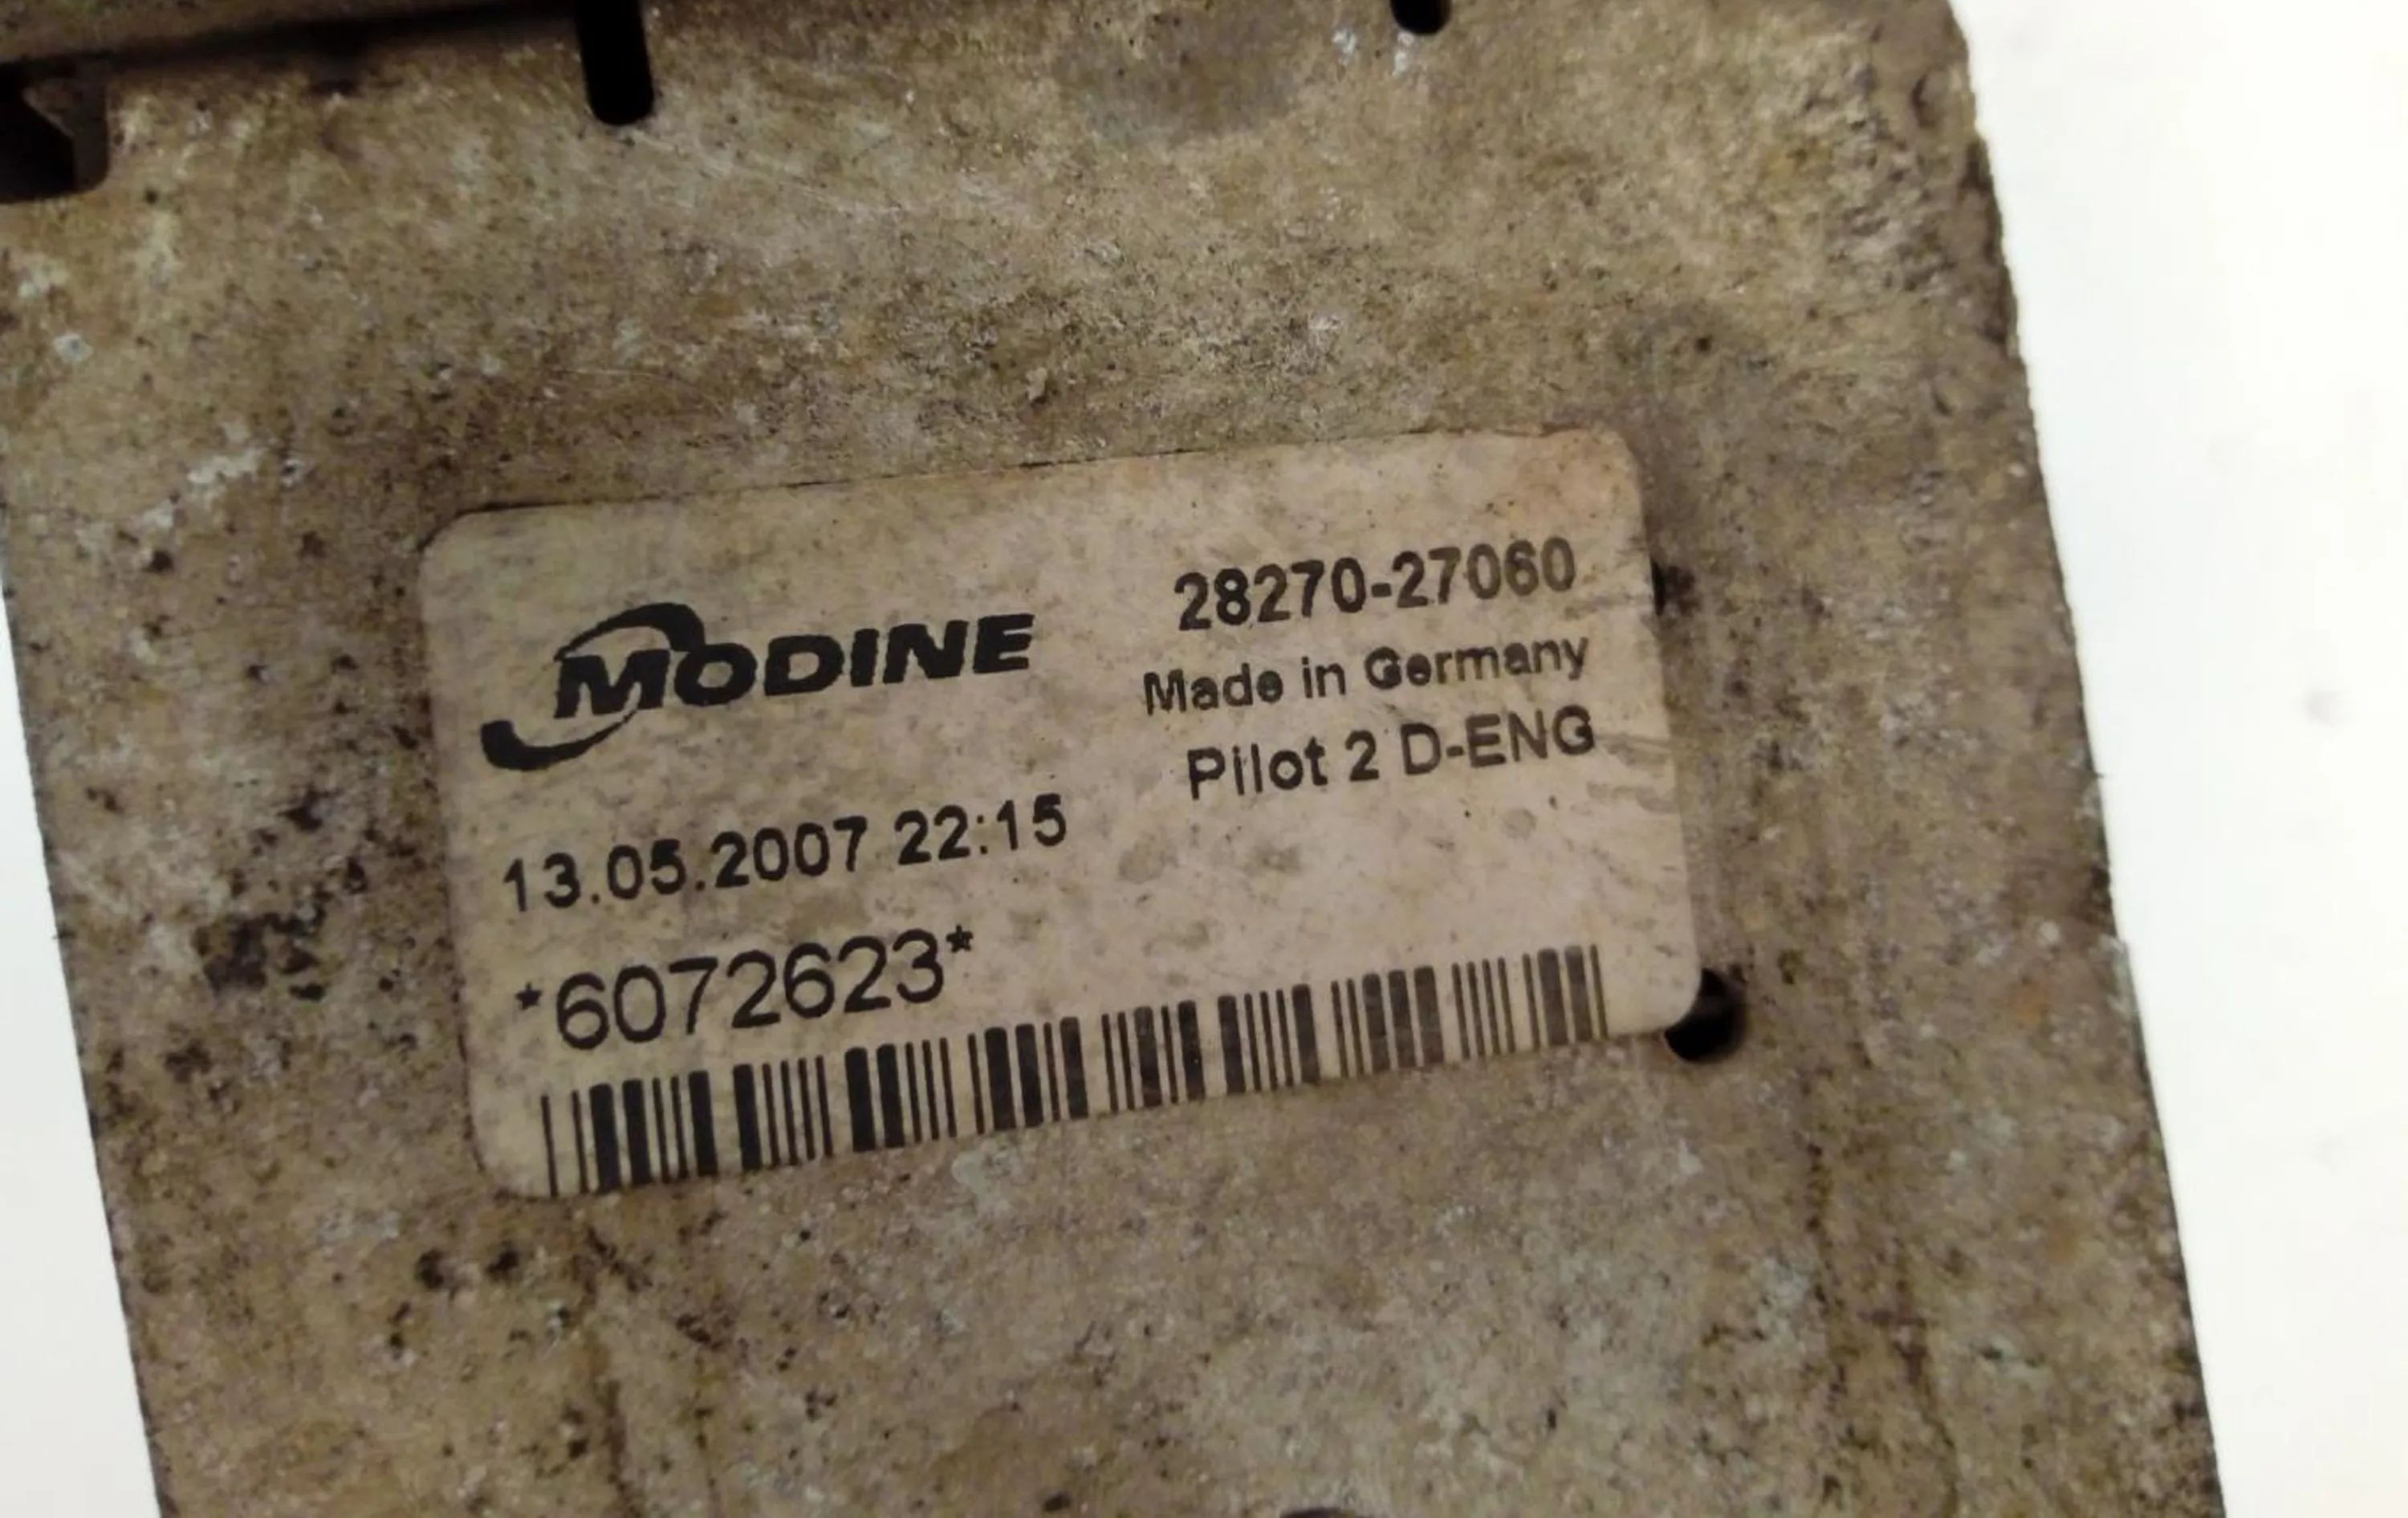 MODINE
28270-27060
Made in Germany
Pilot 2 D-ENG
13.05.2007 22:15
*6072623*